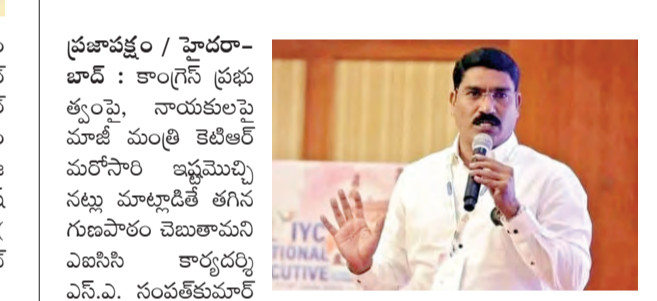 ప్రజాపక్షం / హైదరా-
బాద్ : కాంగ్రెస్ ప్రభు
త్వంపై, నాయకులపై
మాజీ మంత్రి కెటిఆర్
మరోసారి ఇష్టమొచ్చి
నట్లు మాట్లాడితే తగిన
గుణపాఠం చెబుతామని
ఎఐసిసి కార్యదర్శి
ఎస్.ఎ. సంపత్‌కుమార్
IYC